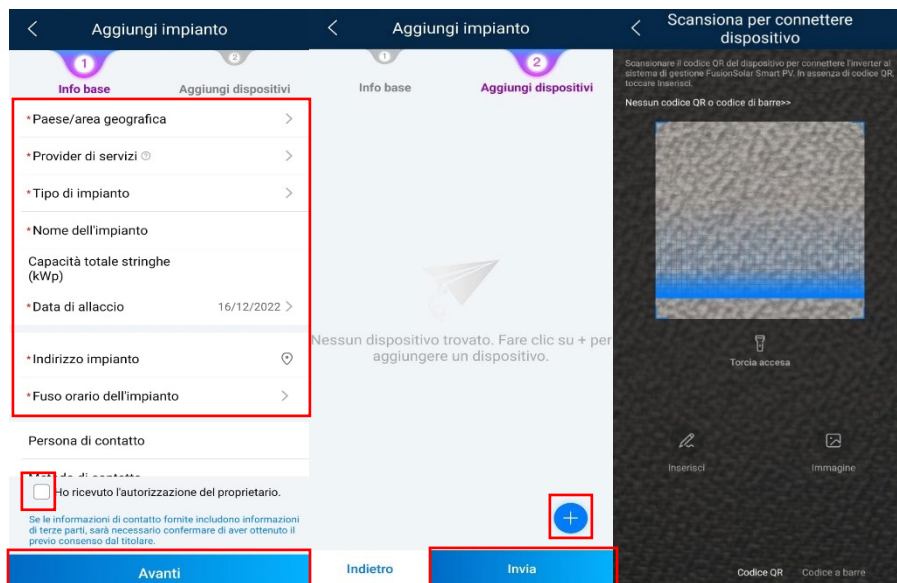 Aggiungi impianto
1
2
Info base
Aggiungi dispositivi
*Paese/area geografica
*Provider di servizi
*Tipo di impianto
*Nome dell'impianto
Capacità totale stringhe
(kWp)
*Data di allaccio 16/12/2022
*Indirizzo impianto
*Fuso orario dell'impianto
Persona di contatto
Ho ricevuto l'autorizzazione del proprietario.
Se le informazioni di contatto fornite includono informazioni
di terze parti, sarà necessario confermare di aver ottenuto il
previo consenso dal titolare.
Avanti
Aggiungi impianto
1
2
Info base
Aggiungi dispositivi
Nessun dispositivo trovato. Fare clic su + per
aggiungere un dispositivo.
Indietro
Invia
Scansiona per connettere
dispositivo
Scansionare il codice QR del dispositivo per connettere l'inverter al
sistema di gestione FusionSolar Smart PV. In assenza di codice QR,
toccare Inserisci.
Nessun codice QR o codice di barre>>
Torcia accesa
Inserisci
Immagine
Codice QR
Codice a barre